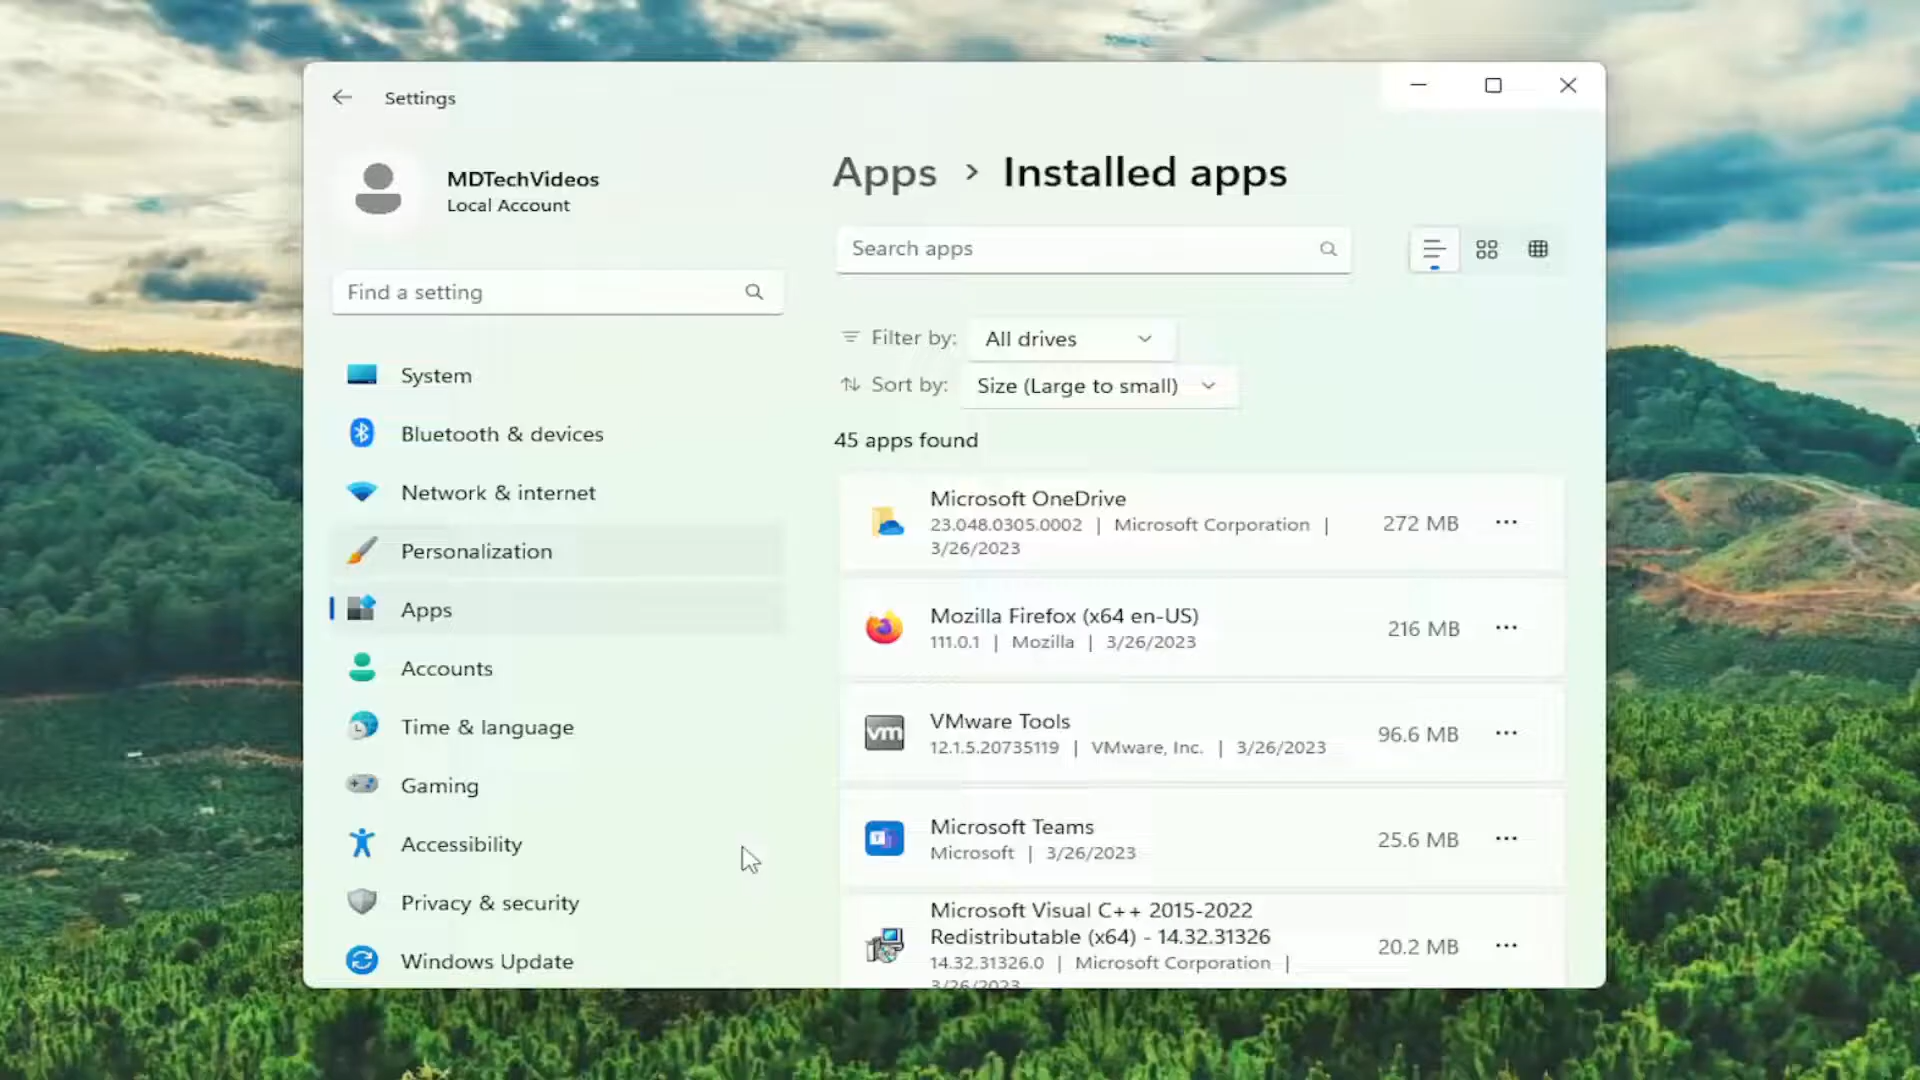 Settings
MDTechVideos
Local Account
Find a setting
System
Bluetooth & devices
Network & internet
Personalization
Apps
Accounts
Time & language
Gaming
Accessibility
Privacy & security
Windows Update
Apps > Installed apps
Search apps
Filter by: All drives
Sort by: Size (Large to small)
45 apps found
Microsoft OneDrive
23.048.0305.0002 | Microsoft Corporation |
3/26/2023
272 MB
Mozilla Firefox (x64 en-US)
111.0.1 | Mozilla | 3/26/2023
216 MB
VMware Tools
12.1.5.20735119 | VMware, Inc. | 3/26/2023
96.6 MB
Microsoft Teams
Microsoft | 3/26/2023
25.6 MB
Microsoft Visual C++ 2015-2022
Redistributable (x64) - 14.32.31326
14.32.31326.0 | Microsoft Corporation |
3/26/2023
20.2 MB